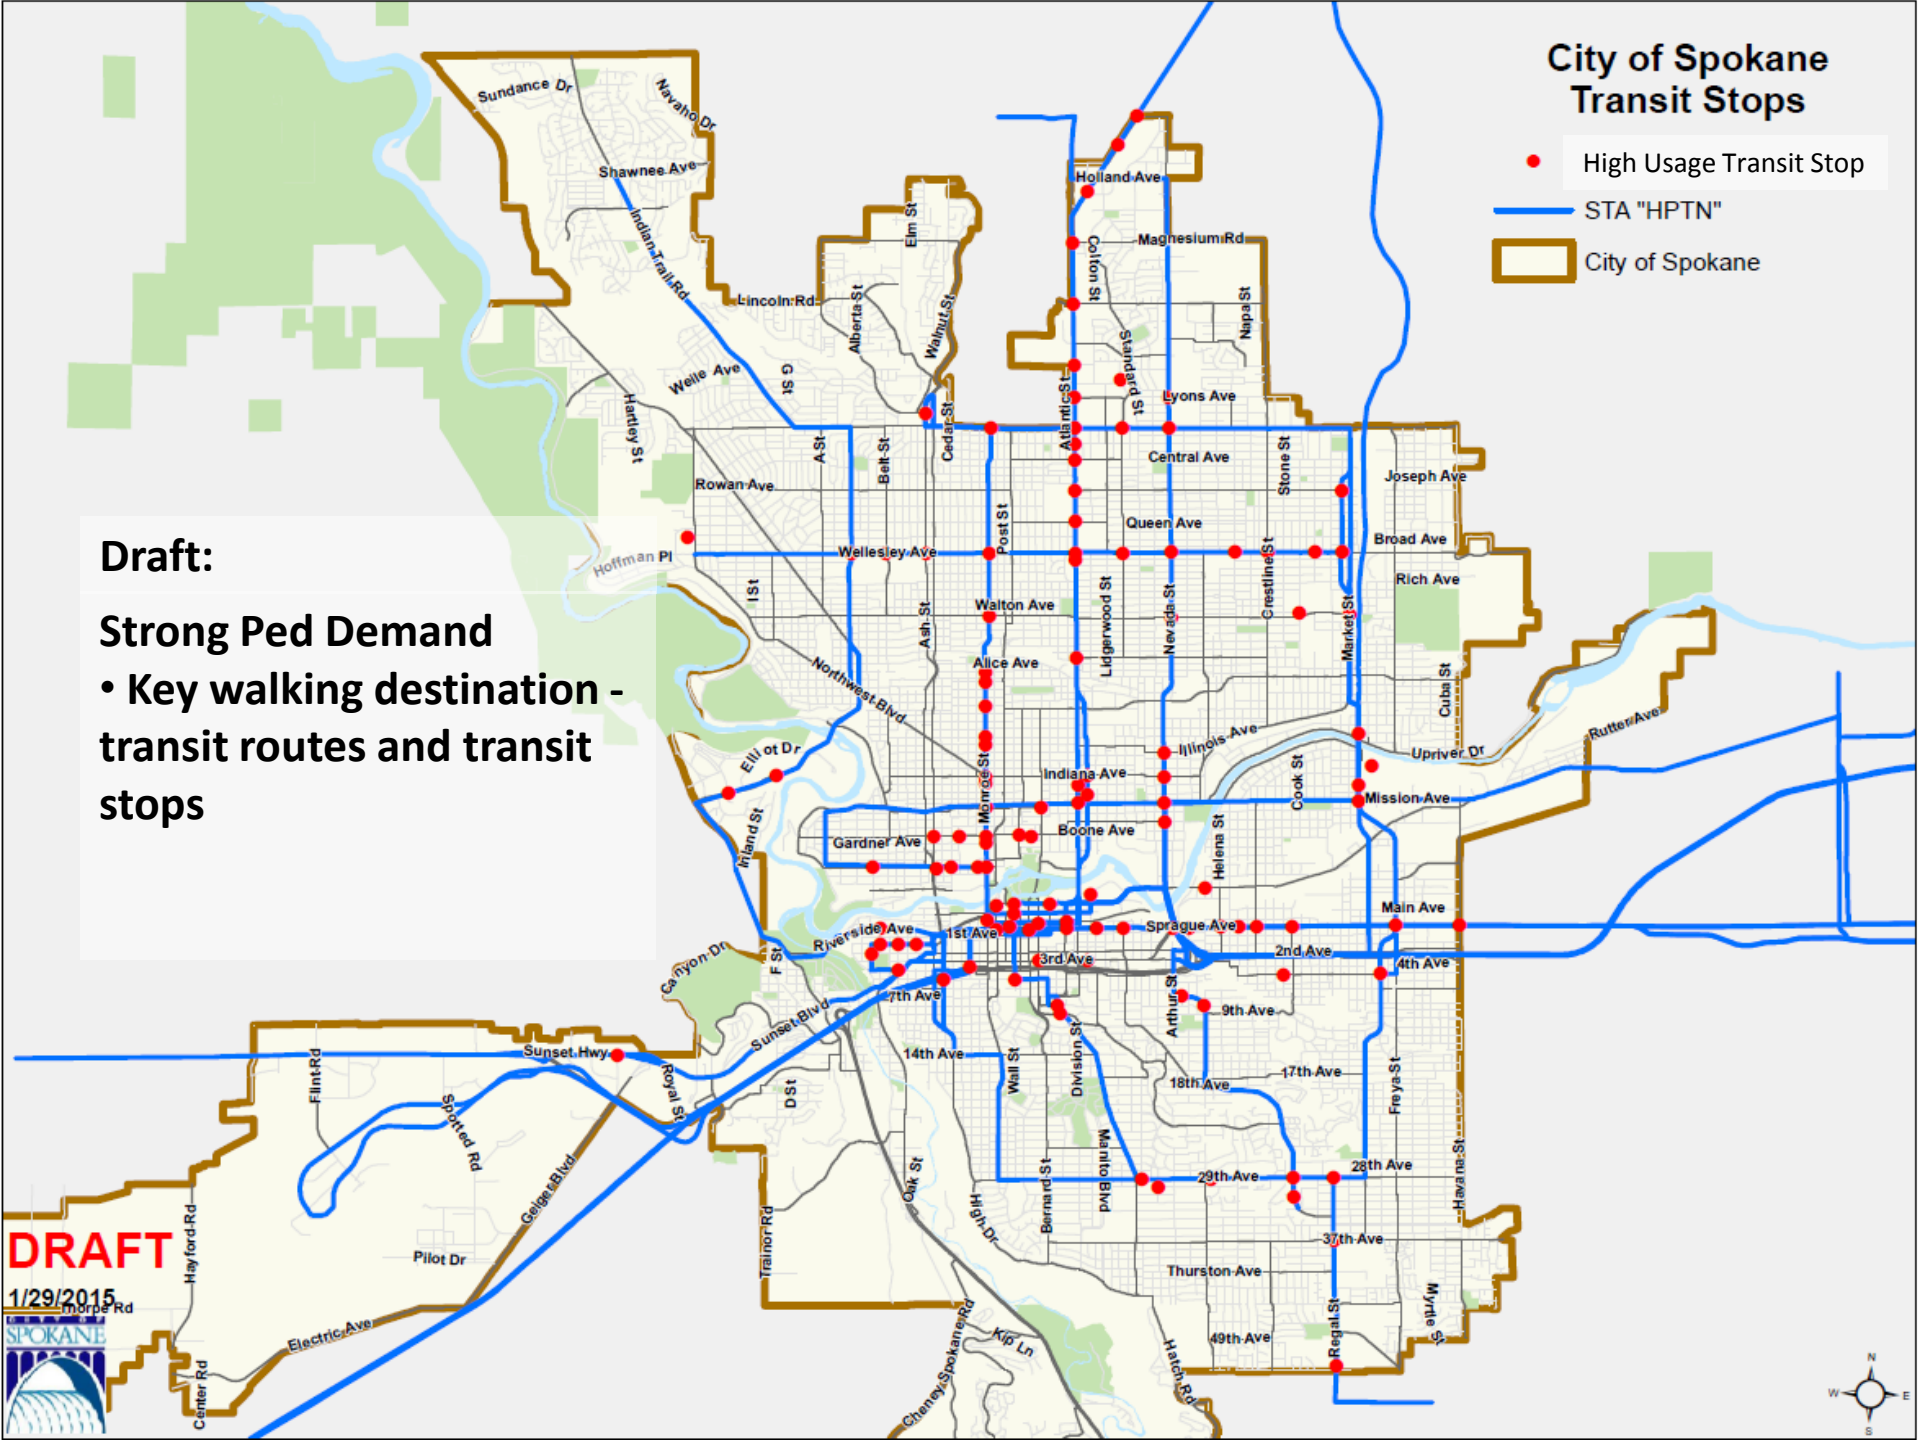 City of Spokane
Transit Stops
High Usage Transit Stop
STA "HPTN"
City of Spokane
Draft:
Strong Ped Demand
• Key walking destination -
transit routes and transit
stops
Sundance Dr
Navaho Dr
Shawnee Ave
Indian Trail Rd
Lincoln Rd
Elm St
Alberta St
Walnut St
Holland Ave
Colton St
Magnesium Rd
Napa St
Standard St
Weile Ave
G St
Hartley St
A St
Belt St
Cedar St
Atlantic St
Lyons Ave
Central Ave
Stone St
Joseph Ave
Rowan Ave
Post St
Queen Ave
Broad Ave
Hoffman Pl
Wellesley Ave
Crestline St
Rich Ave
I St
Ash St
Walton Ave
Lidgerwood St
Nevada St
Market St
Alice Ave
Northwest Blvd
Cuba St
Rutter Ave
Elliot Dr
Illinois Ave
Upriver Dr
Indiana Ave
Cook St
Monroe St
Mission Ave
Inland St
Gardner Ave
Boone Ave
Helena St
Main Ave
Riverside Ave
1st Ave
Sprague Ave
2nd Ave
Canyon Dr
F St
3rd Ave
4th Ave
7th Ave
Arthur St
9th Ave
Sunset Blvd
Sunset Hwy
14th Ave
Wall St
Division St
17th Ave
18th Ave
Flint Rd
Royal St
D St
Freya St
Spotted Rd
Manito Blvd
Havana St
28th Ave
29th Ave
Oak St
Bernard St
High Dr
Geiger Blvd
Trainor Rd
37th Ave
Hayford Rd
Pilot Dr
Thurston Ave
DRAFT
1/29/2015
Thorpe Rd
SPOKANE
Electric Ave
Center Rd
Cheney Spokane Rd
Kip Ln
Hatch Rd
49th Ave
Regal St
Myrtle St
N
W
E
S